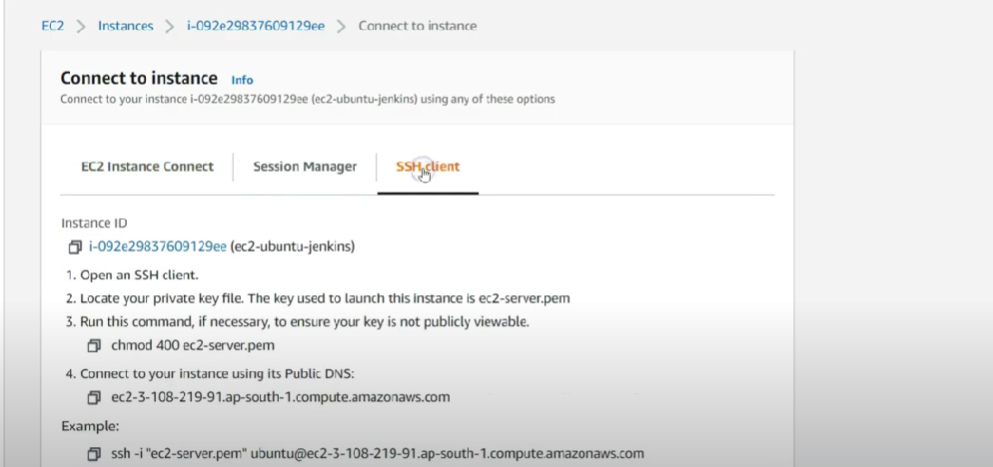 EC2 > Instances > i-092e29837609129ee > Connect to instance
Connect to instance Info
Connect to your instance i-092e29837609129ee (ec2-ubuntu-jenkins) using any of these options
EC2 Instance Connect Session Manager SSH client
Instance ID
i-092e29837609129ee (ec2-ubuntu-jenkins)
1. Open an SSH client.
2. Locate your private key file. The key used to launch this instance is ec2-server.pem
3. Run this command, if necessary, to ensure your key is not publicly viewable.
chmod 400 ec2-server.pem
4. Connect to your instance using its Public DNS:
ec2-3-108-219-91.ap-south-1.compute.amazonaws.com
Example:
ssh -i "ec2-server.pem" ubuntu@ec2-3-108-219-91.ap-south-1.compute.amazonaws.com